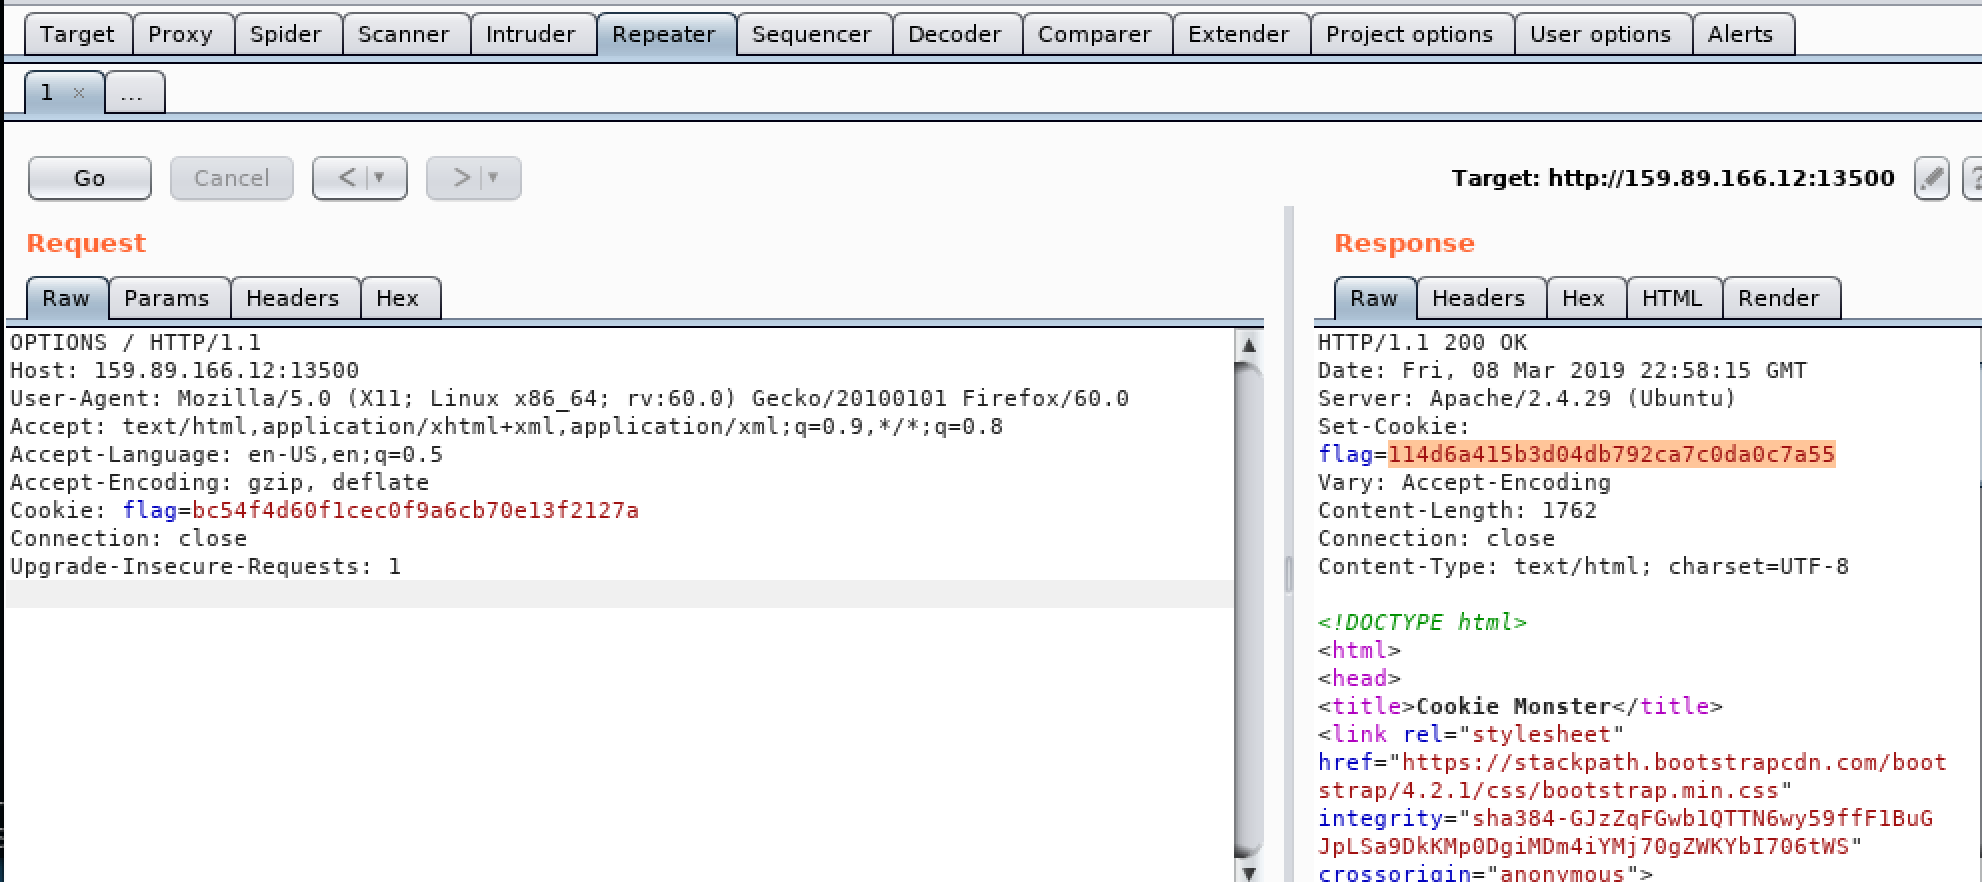 Target Proxy Spider Scanner Intruder Repeater Sequencer Decoder Comparer Extender Project options User options Alerts
1 × ...
Go Cancel < | ▼ > | ▼ Target: http://159.89.166.12:13500 ?
Request
Raw Params Headers Hex
OPTIONS / HTTP/1.1
Host: 159.89.166.12:13500
User-Agent: Mozilla/5.0 (X11; Linux x86_64; rv:60.0) Gecko/20100101 Firefox/60.0
Accept: text/html,application/xhtml+xml,application/xml;q=0.9,*/*;q=0.8
Accept-Language: en-US,en;q=0.5
Accept-Encoding: gzip, deflate
Cookie: flag=bc54f4d60f1cec0f9a6cb70e13f2127a
Connection: close
Upgrade-Insecure-Requests: 1
Response
Raw Headers Hex HTML Render
HTTP/1.1 200 OK
Date: Fri, 08 Mar 2019 22:58:15 GMT
Server: Apache/2.4.29 (Ubuntu)
Set-Cookie:
flag=114d6a415b3d04db792ca7c0da0c7a55
Vary: Accept-Encoding
Content-Length: 1762
Connection: close
Content-Type: text/html; charset=UTF-8
<!DOCTYPE html>
<html>
<head>
<title>Cookie Monster</title>
<link rel="stylesheet"
href="https://stackpath.bootstrapcdn.com/boot
strap/4.2.1/css/bootstrap.min.css"
integrity="sha384-GJzZqFGwb1QTTN6wy59ffF1BuG
JpLSa9DkKMp0DgiMDm4iYMj70gZWKYbI706tWS"
crossorigin="anonymous">